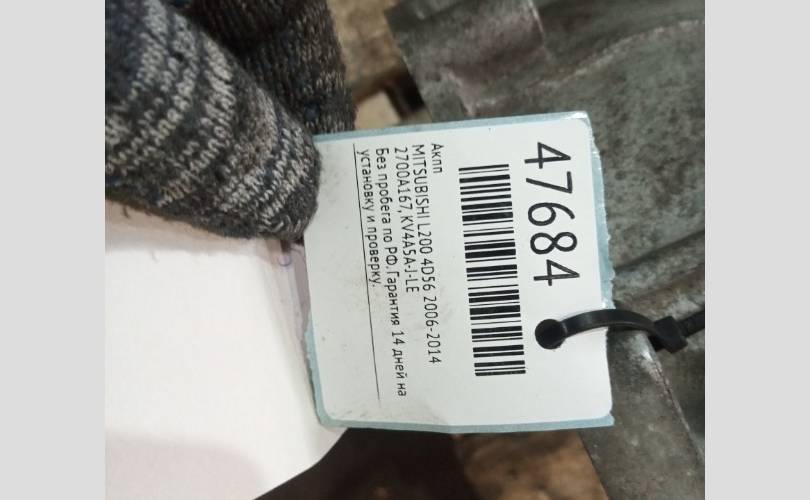 47684
Акпп
MITSUBISHI L200 4D56 2006-2014
2700A167, KV4A5A-J-LE
Без пробега по РФ. Гарантия 14 дней на
установку и проверку.